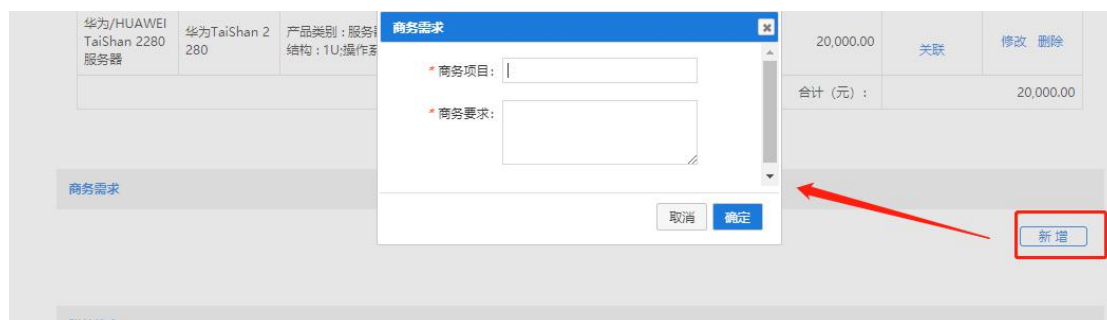 华为/HUAWEI
TaiShan 2280
服务器
华为TaiShan 2
280
产品类别：服务
结构：1U;操作系
20,000.00
关联
修改 删除
合计（元）：
20,000.00
商务需求
*商务项目:
*商务要求:
取消
确定
商务需求
新增